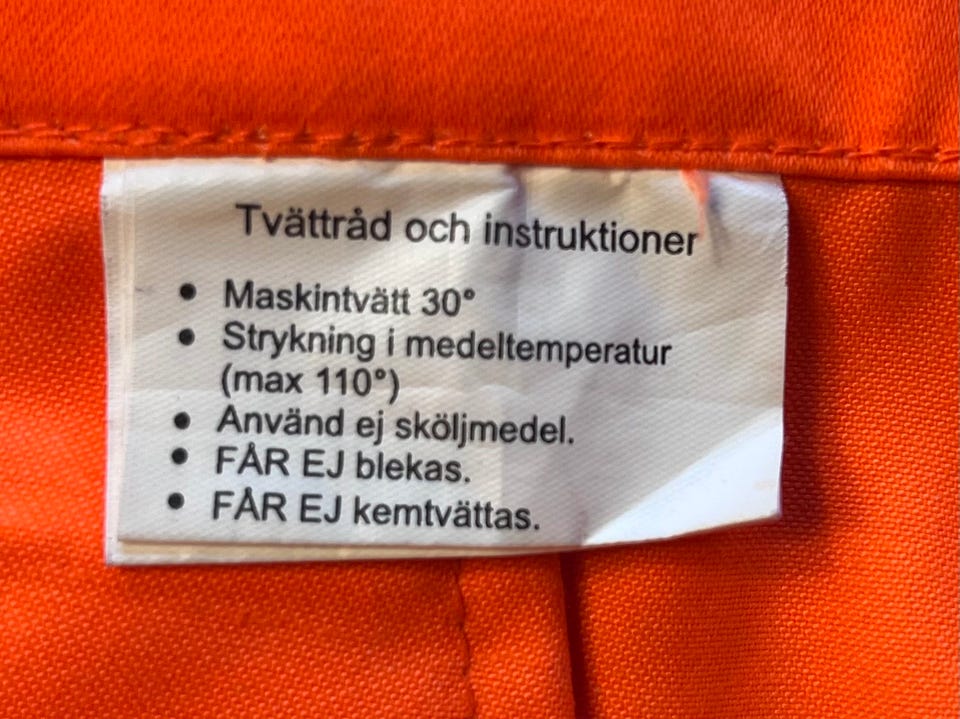 Tvättråd och instruktioner
• Maskintvätt 30°
• Strykning i medeltemperatur
(max 110°)
• Använd ej sköljmedel.
• FÅR EJ blekas.
• FÅR EJ kemtvättas.